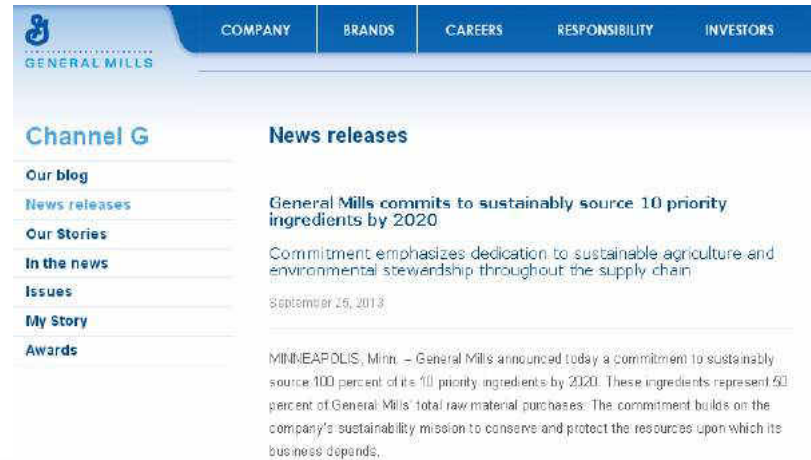 COMPANY BRANDS CAREERS RESPONSIBILITY INVESTORS
G
GENERAL MILLS
Channel G
Our blog
News releases
Our Stories
In the news
Issues
My Story
Awards
News releases
General Mills commits to sustainably source 10 priority
ingredients by 2020
Commitment emphasizes dedication to sustainable agriculture and
environmental stewardship throughout the supply chain
September 25, 2013
MINNEAPOLIS, Minn. – General Mills announced today a commitment to sustainably
source 100 percent of its 10 priority ingredients by 2020. These ingredients represent 50
percent of General Mills' total raw material purchases. The commitment builds on the
company's sustainability mission to conserve and protect the resources upon which its
business depends.